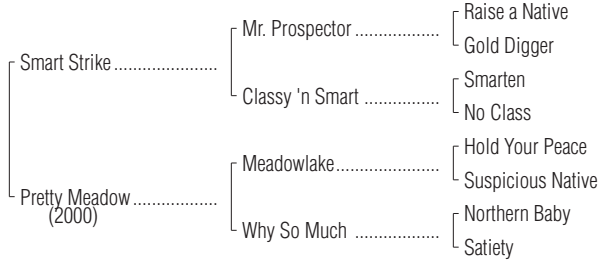 Raise a Native
Mr. Prospector ..................
Gold Digger
Smart Strike ......................
Smarten
Classy 'n Smart ................
No Class
Hold Your Peace
Meadowlake......................
Suspicious Native
Pretty Meadow ..................
(2000)
Northern Baby
Why So Much ..................
Satiety